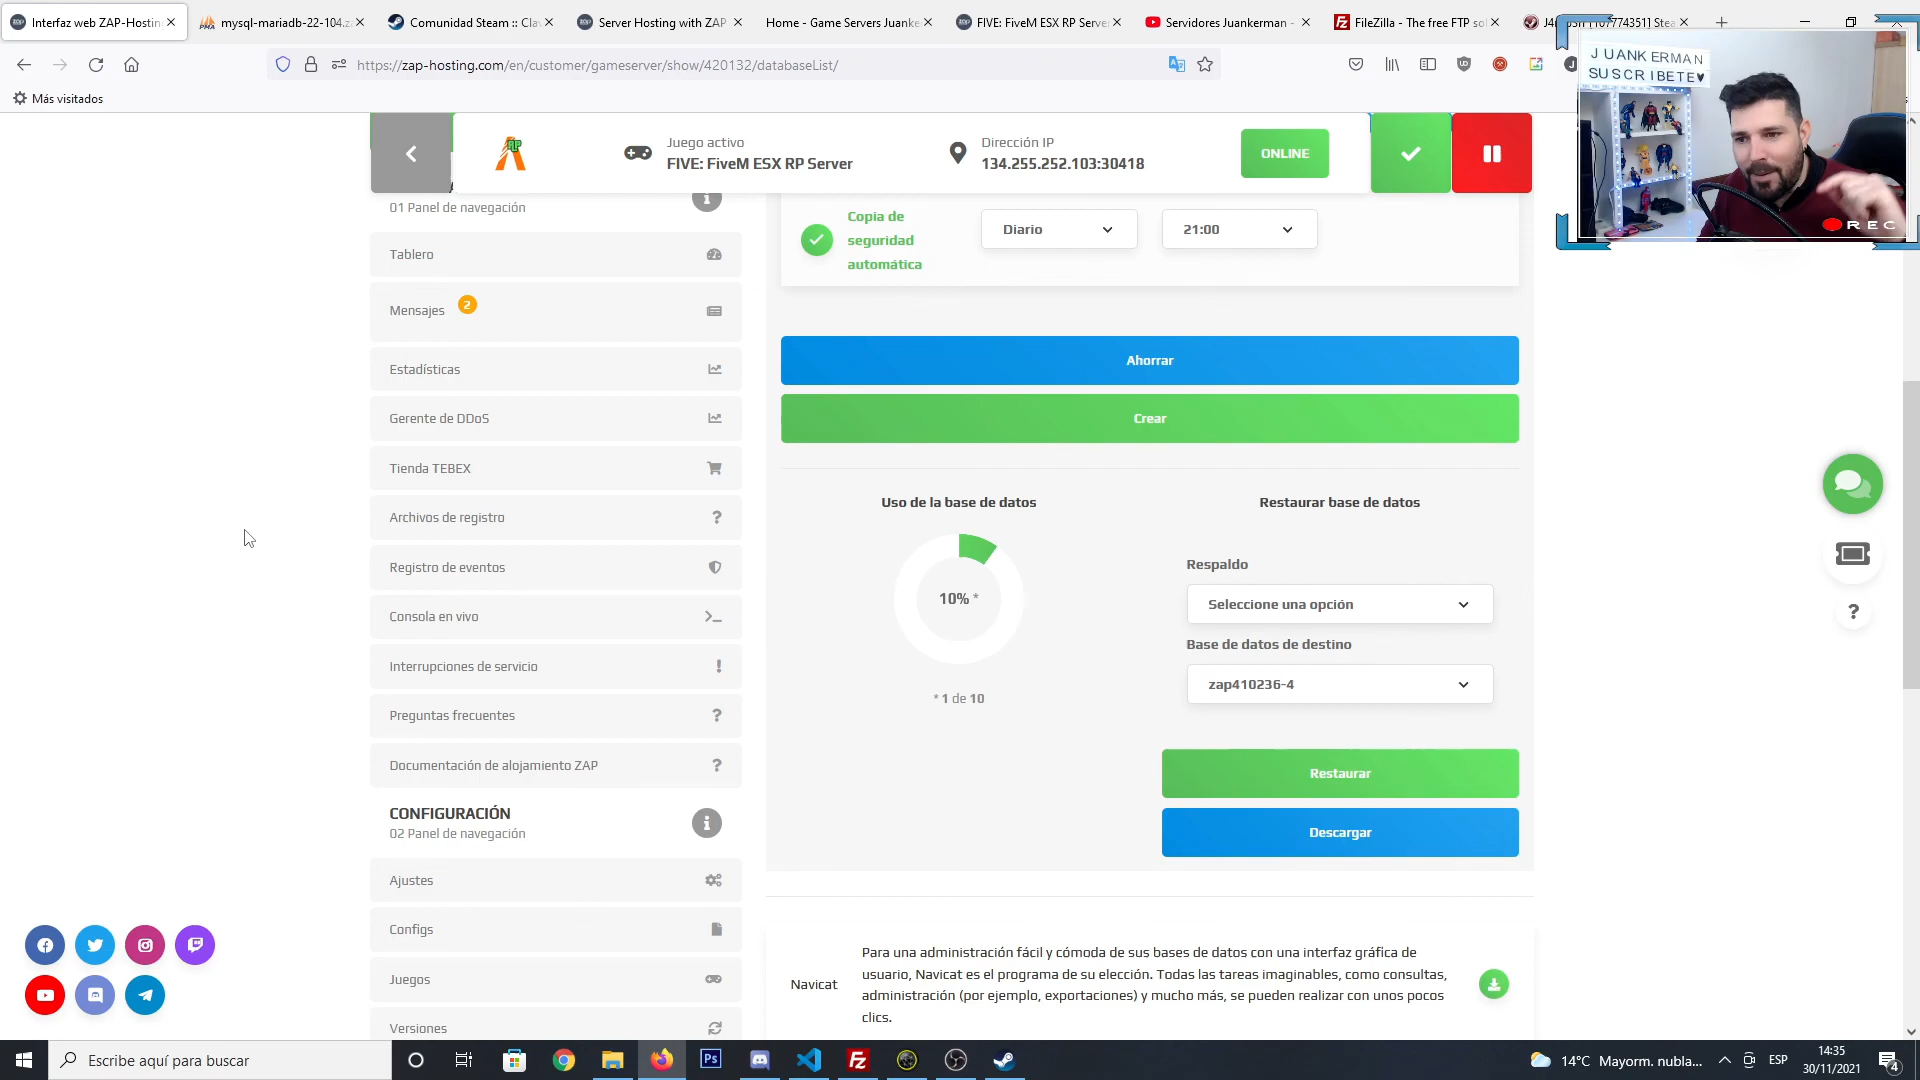 Interfaz web ZAP-Hostin
mysql-mariadb-22-104.z
Comunidad Steam :: Cla
Server Hosting with ZAP
Home - Game Servers Juanke
FIVE: FiveM ESX RP Serve
Servidores Juankerman -
FileZilla - The free FTP so
https://zap-hosting.com/en/customer/gameserver/show/420132/databaseList/
Más visitados
JUANKERMAN
SUSCRIBETE♥
REC
Juego activo
FIVE: FiveM ESX RP Server
Dirección IP
134.255.252.103:30418
ONLINE
01 Panel de navegación
Tablero
Mensajes 2
Estadísticas
Gerente de DDoS
Tienda TEBEX
Archivos de registro
Registro de eventos
Consola en vivo
Interrupciones de servicio
Preguntas frecuentes
Documentación de alojamiento ZAP
CONFIGURACIÓN
02 Panel de navegación
Ajustes
Configs
Juegos
Versiones
Copia de
seguridad
automática
Diario
21:00
Ahorrar
Crear
Uso de la base de datos
10% *
* 1 de 10
Restaurar base de datos
Respaldo
Seleccione una opción
Base de datos de destino
zap410236-4
Restaurar
Descargar
Navicat
Para una administración fácil y cómoda de sus bases de datos con una interfaz gráfica de
usuario, Navicat es el programa de su elección. Todas las tareas imaginables, como consultas,
administración (por ejemplo, exportaciones) y mucho más, se pueden realizar con unos pocos
clics.
Escribe aquí para buscar
14°C Mayorm. nubla...
ESP
14:35
30/11/2021
4